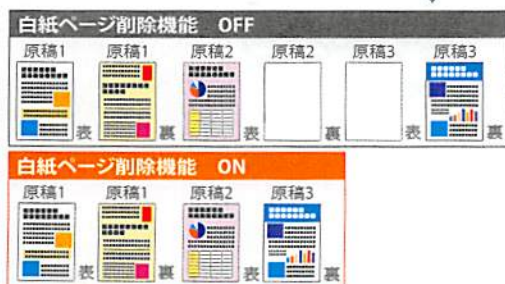 白紙ページ削除機能 OFF
原稿1 原稿1 原稿2 原稿2 原稿3 原稿3
表 裏 表 裏 表 裏
白紙ページ削除機能 ON
原稿1 原稿1 原稿2 原稿3
表 裏 表 裏